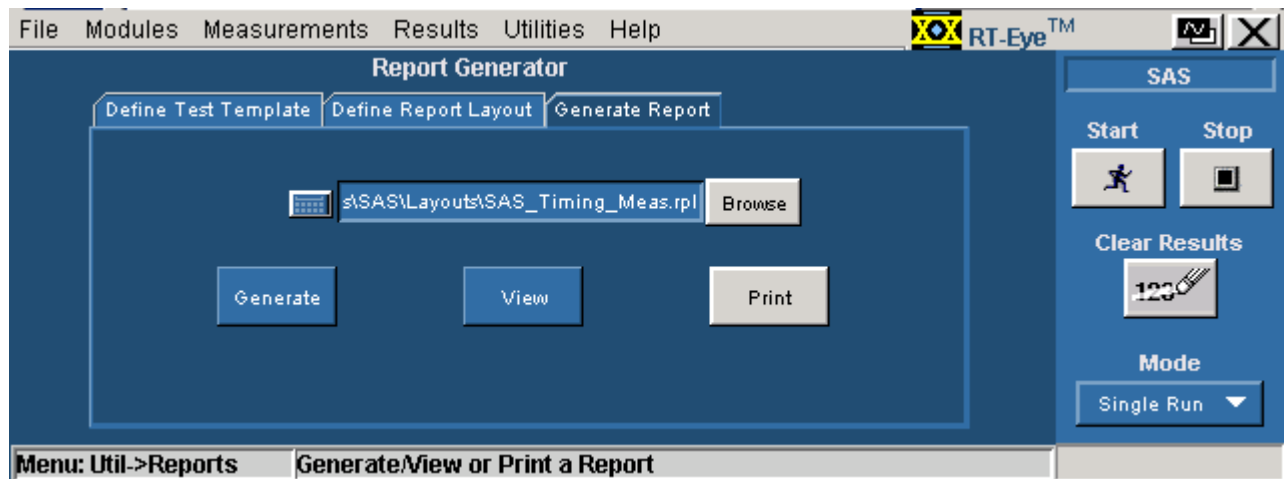 File Modules Measurements Results Utilities Help RT-Eye™
Report Generator
Define Test Template Define Report Layout Generate Report
s\SAS\Layouts\SAS_Timing_Meas.rpl Browse
Generate View Print
SAS
Start Stop
Clear Results
123
Mode
Single Run
Menu: Util->Reports Generate/View or Print a Report